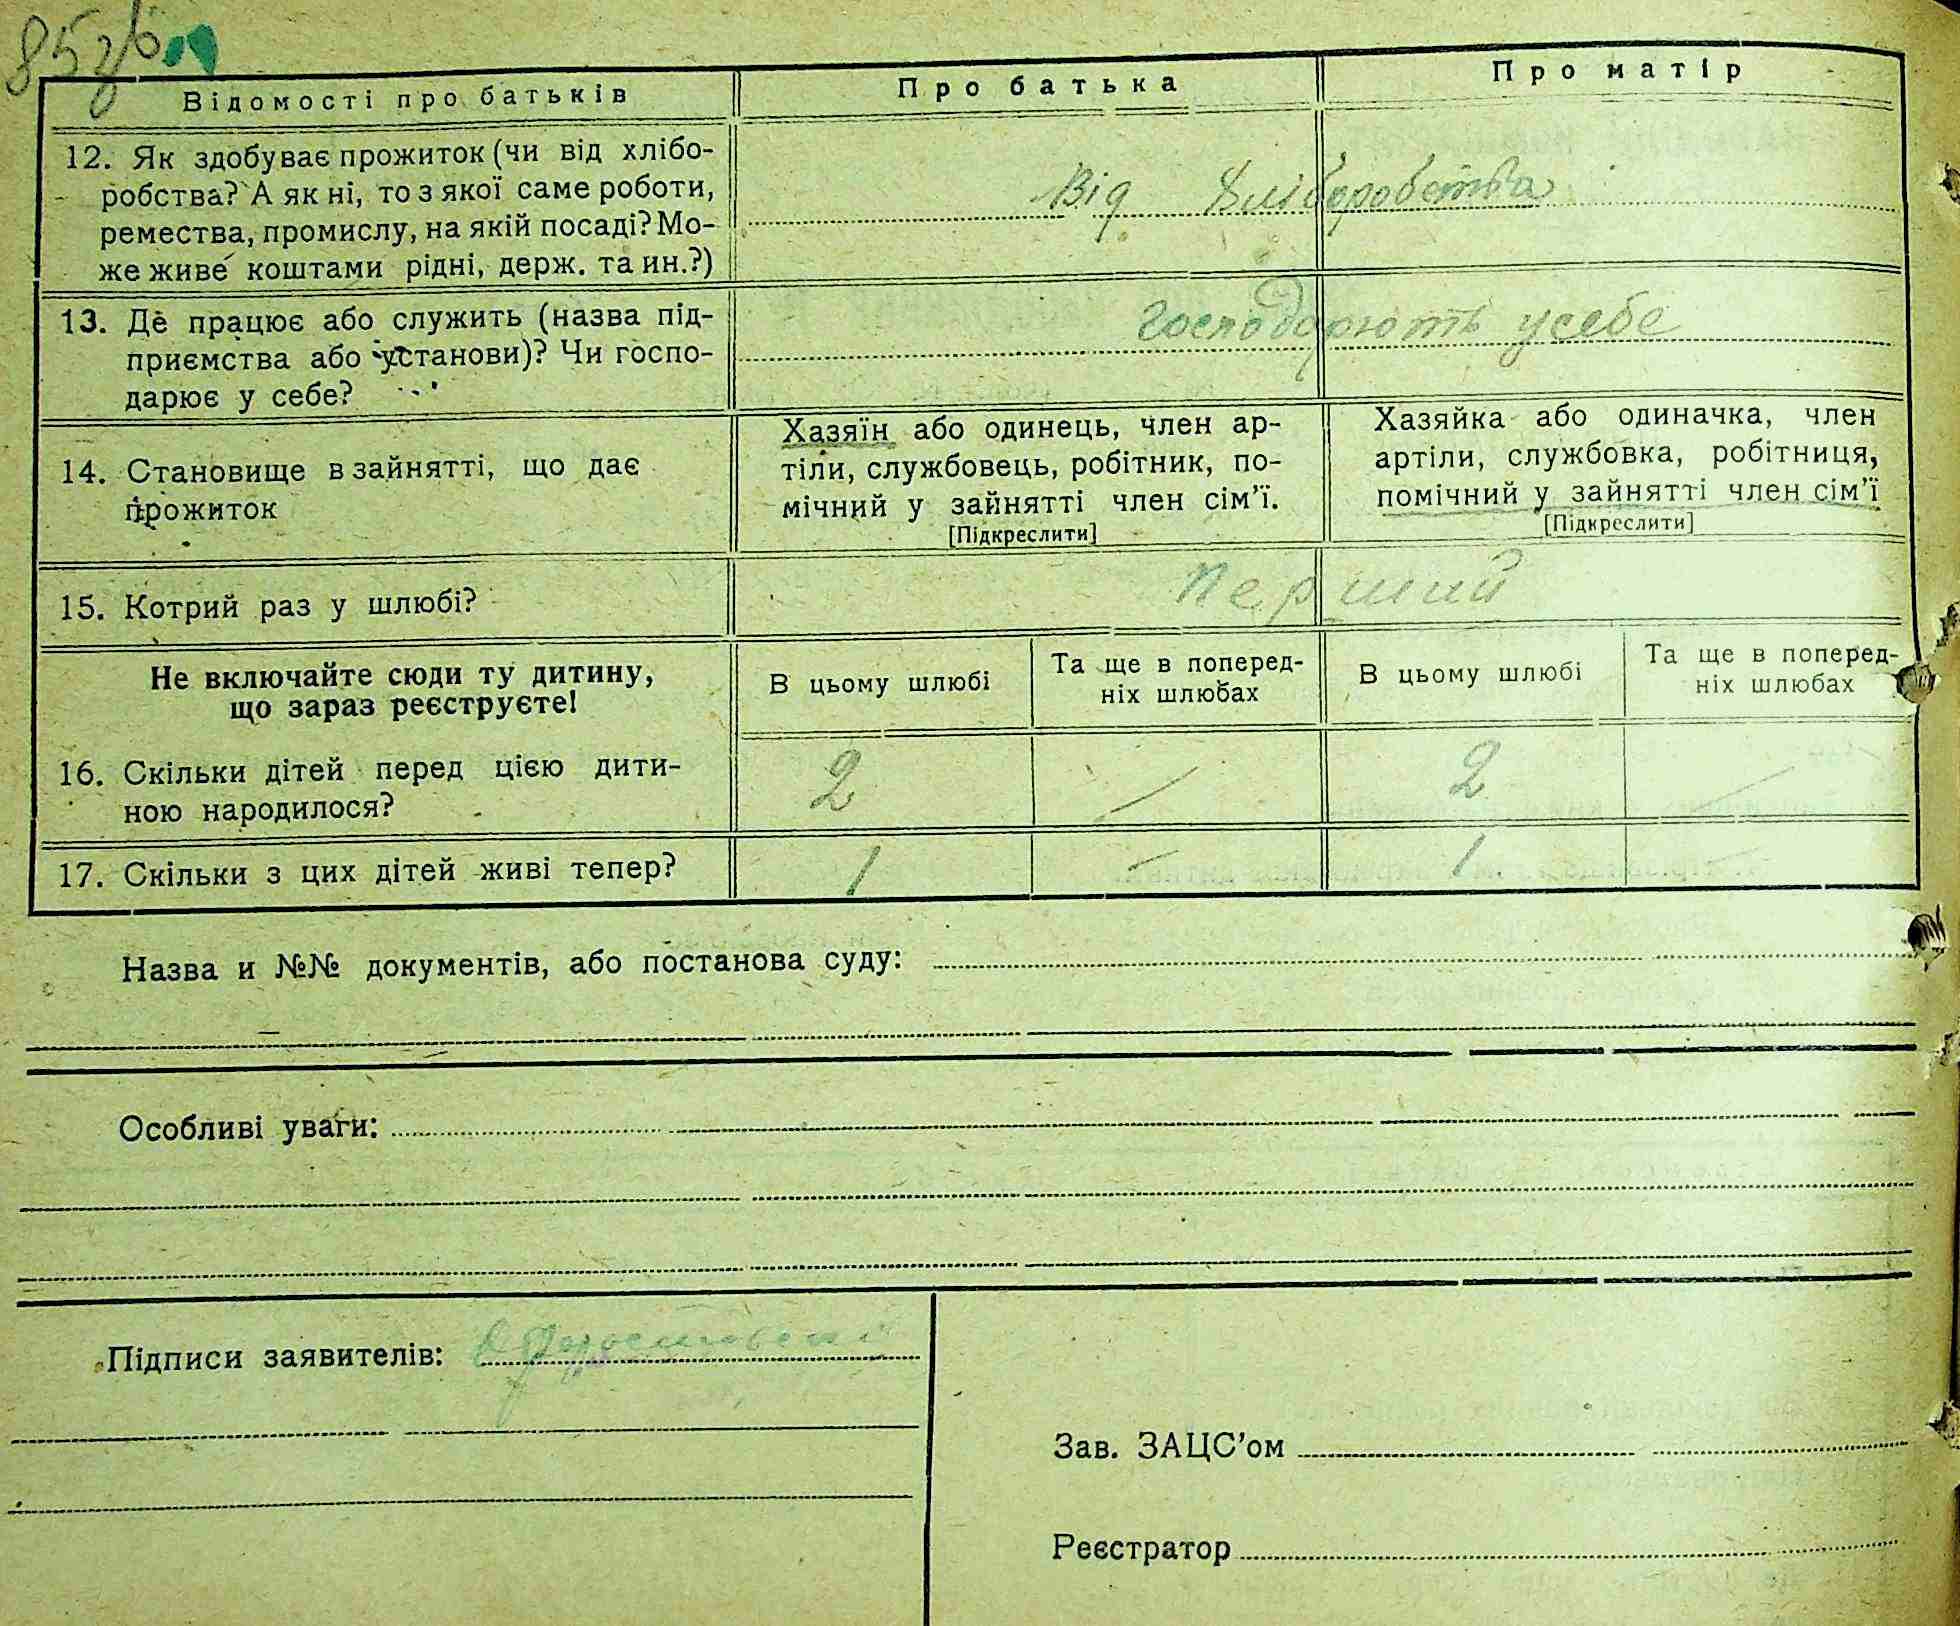 85зв
Відомості про батьків
Про батька
Про матір
12. Як здобуває прожиток (чи від хлібо-
робства? А як ні, то з якої саме роботи,
ремества, промислу, на якій посаді? Мо-
же живе коштами рідні, держ. та ин.?)
Від хліборобства
13. Де працює або служить (назва під-
приємства або установи)? Чи госпо-
дарює у себе?
господарють у себе
14. Становище в зайнятті, що дає
прожиток
Хазяїн або одинець, член ар-
тіли, службовець, робітник, по-
мічний у зайнятті член сім'ї.
[Підкреслити]
Хазяйка або одиначка, член
артіли, службовка, робітниця,
помічний у зайнятті член сім'ї
[Підкреслити]
15. Котрий раз у шлюбі?
перший
Не включайте сюди ту дитину,
що зараз реєструєте!
В цьому шлюбі
Та ще в поперед-
ніх шлюбах
В цьому шлюбі
Та ще в поперед-
ніх шлюбах
16. Скільки дітей перед цією дити-
ною народилося?
2
—
2
—
17. Скільки з цих дітей живі тепер?
1
—
1
—
Назва и №№ документів, або постанова суду:
Особливі уваги:
Підписи заявителів:
Зав. ЗАЦС'ом
Реєстратор